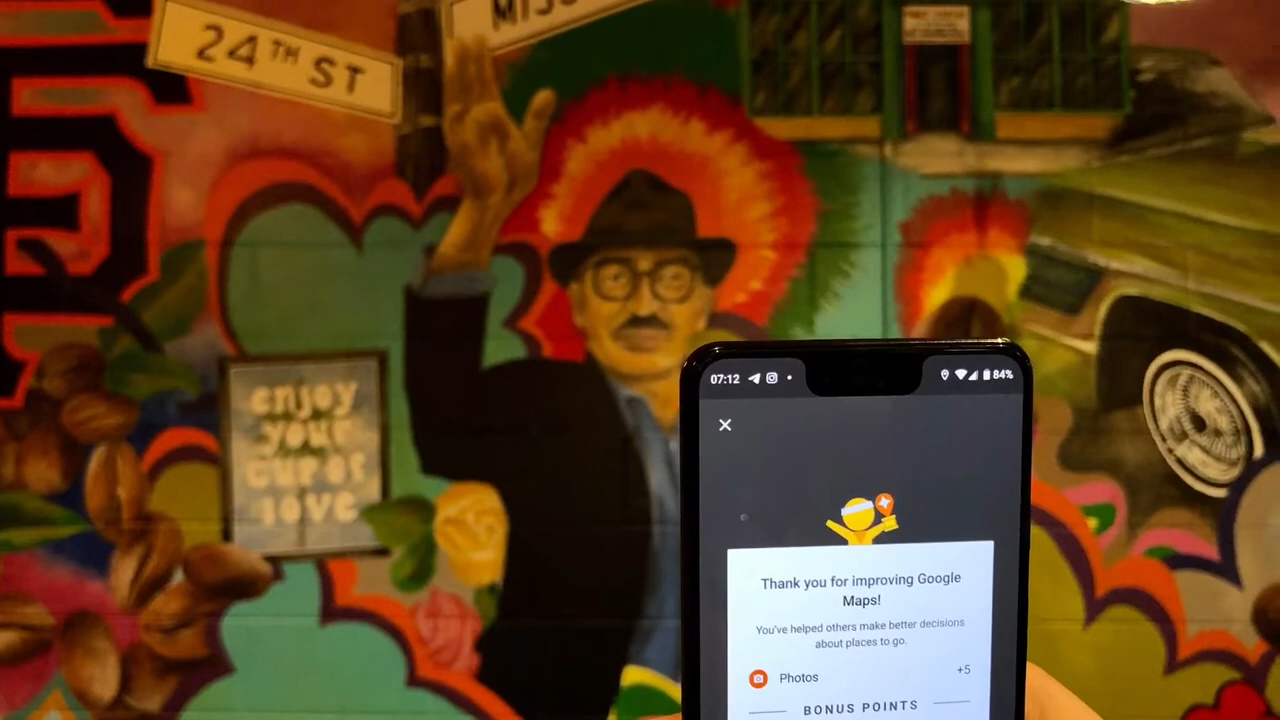 24TH ST
MISS
enjoy
your
cup of
love
07:12
84%
Thank you for improving Google
Maps!
You've helped others make better decisions
about places to go.
Photos
+5
BONUS POINTS